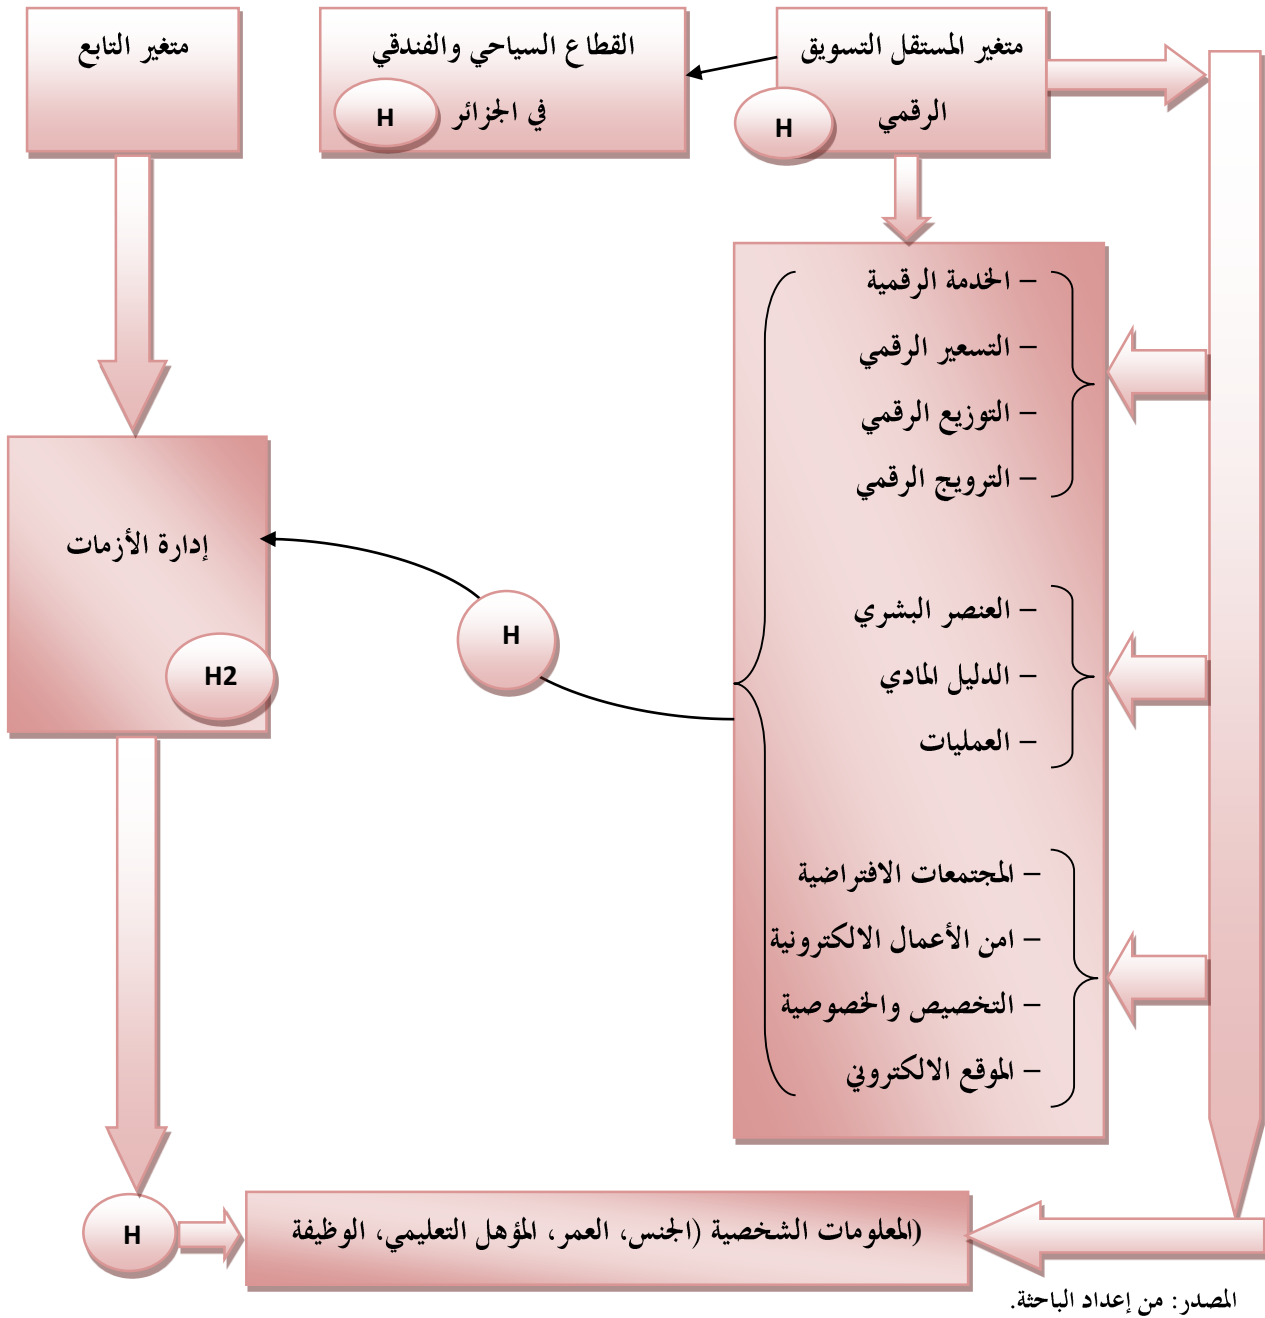 متغير المستقل التسويق
الرقمي
H
القطاع السياحي والفندقي
في الجزائر
H
متغير التابع
– الخدمة الرقمية
– التسعير الرقمي
– التوزيع الرقمي
– الترويج الرقمي
– العنصر البشري
– الدليل المادي
– العمليات
– المجتمعات الافتراضية
– امن الأعمال الالكترونية
– التخصيص والخصوصية
– الموقع الالكتروني
H
إدارة الأزمات
H2
H
المعلومات الشخصية (الجنس، العمر، المؤهل التعليمي، الوظيفة)
المصدر: من إعداد الباحثة.